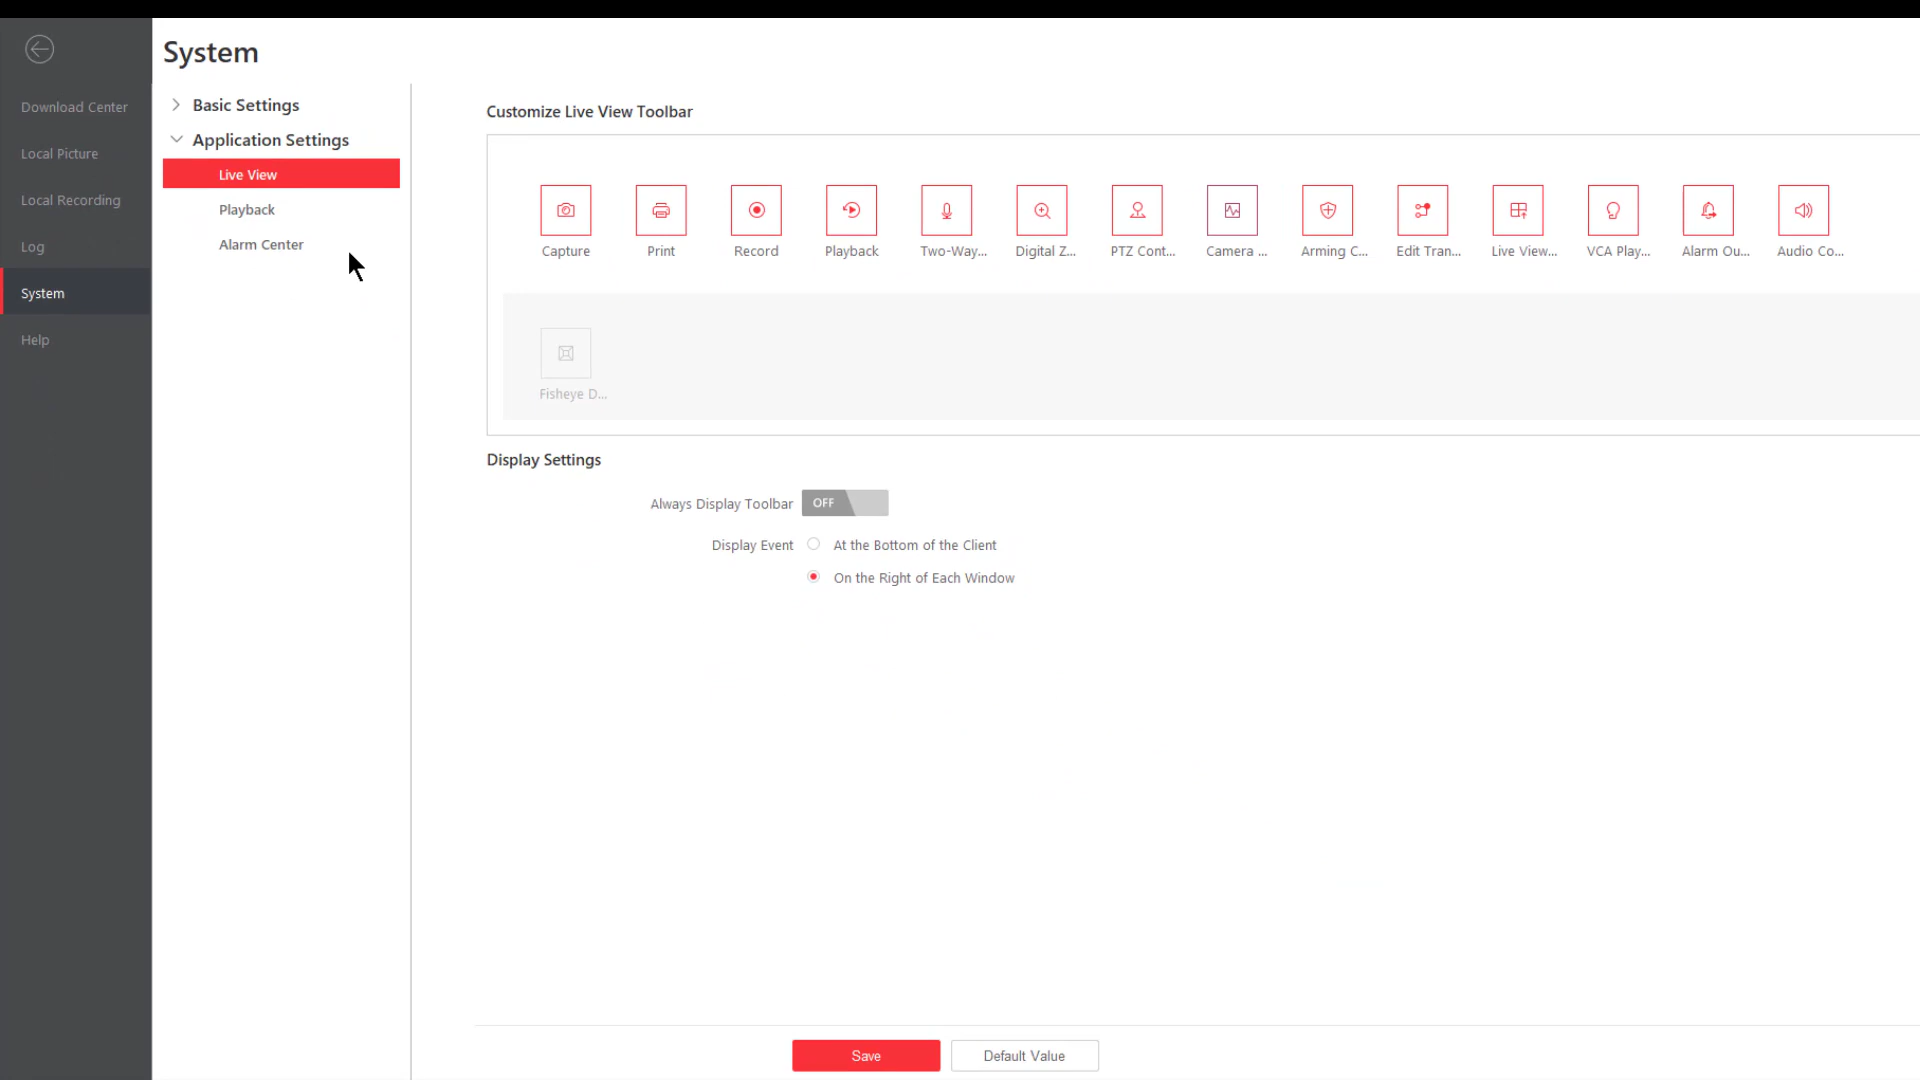 System
Download Center
Local Picture
Local Recording
Log
System
Help
Basic Settings
Application Settings
Live View
Playback
Alarm Center
Customize Live View Toolbar
Capture
Print
Record
Playback
Two-Way...
Digital Z...
PTZ Cont...
Camera ...
Arming C...
Edit Tran...
Live View...
VCA Play...
Alarm Ou...
Audio Co...
Fisheye D...
Display Settings
Always Display Toolbar OFF
Display Event At the Bottom of the Client
On the Right of Each Window
Save Default Value